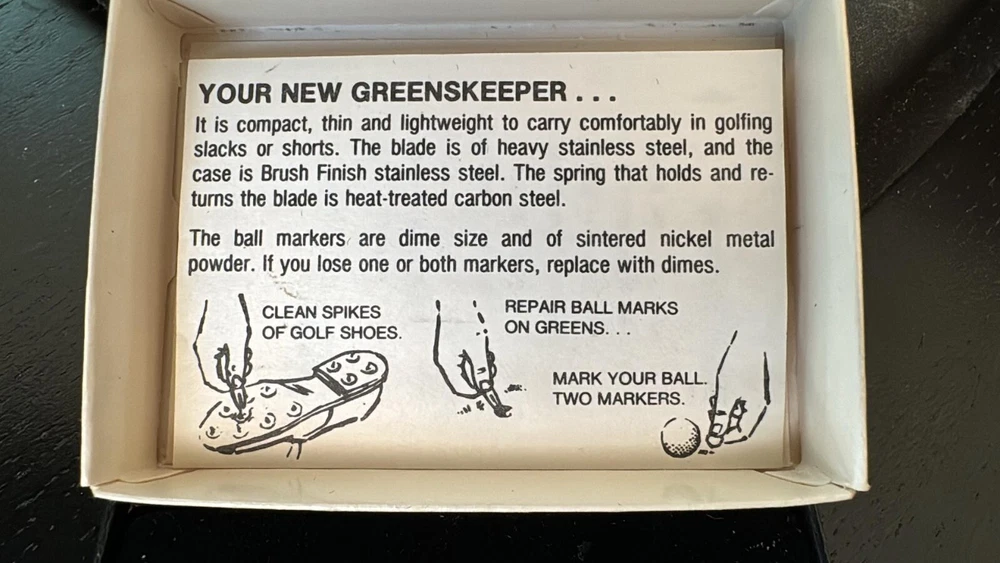 YOUR NEW GREENSKEEPER . . .
It is compact, thin and lightweight to carry comfortably in golfing
slacks or shorts. The blade is of heavy stainless steel, and the
case is Brush Finish stainless steel. The spring that holds and re-
turns the blade is heat-treated carbon steel.
The ball markers are dime size and of sintered nickel metal
powder. If you lose one or both markers, replace with dimes.
CLEAN SPIKES
OF GOLF SHOES.
REPAIR BALL MARKS
ON GREENS. . .
MARK YOUR BALL.
TWO MARKERS.